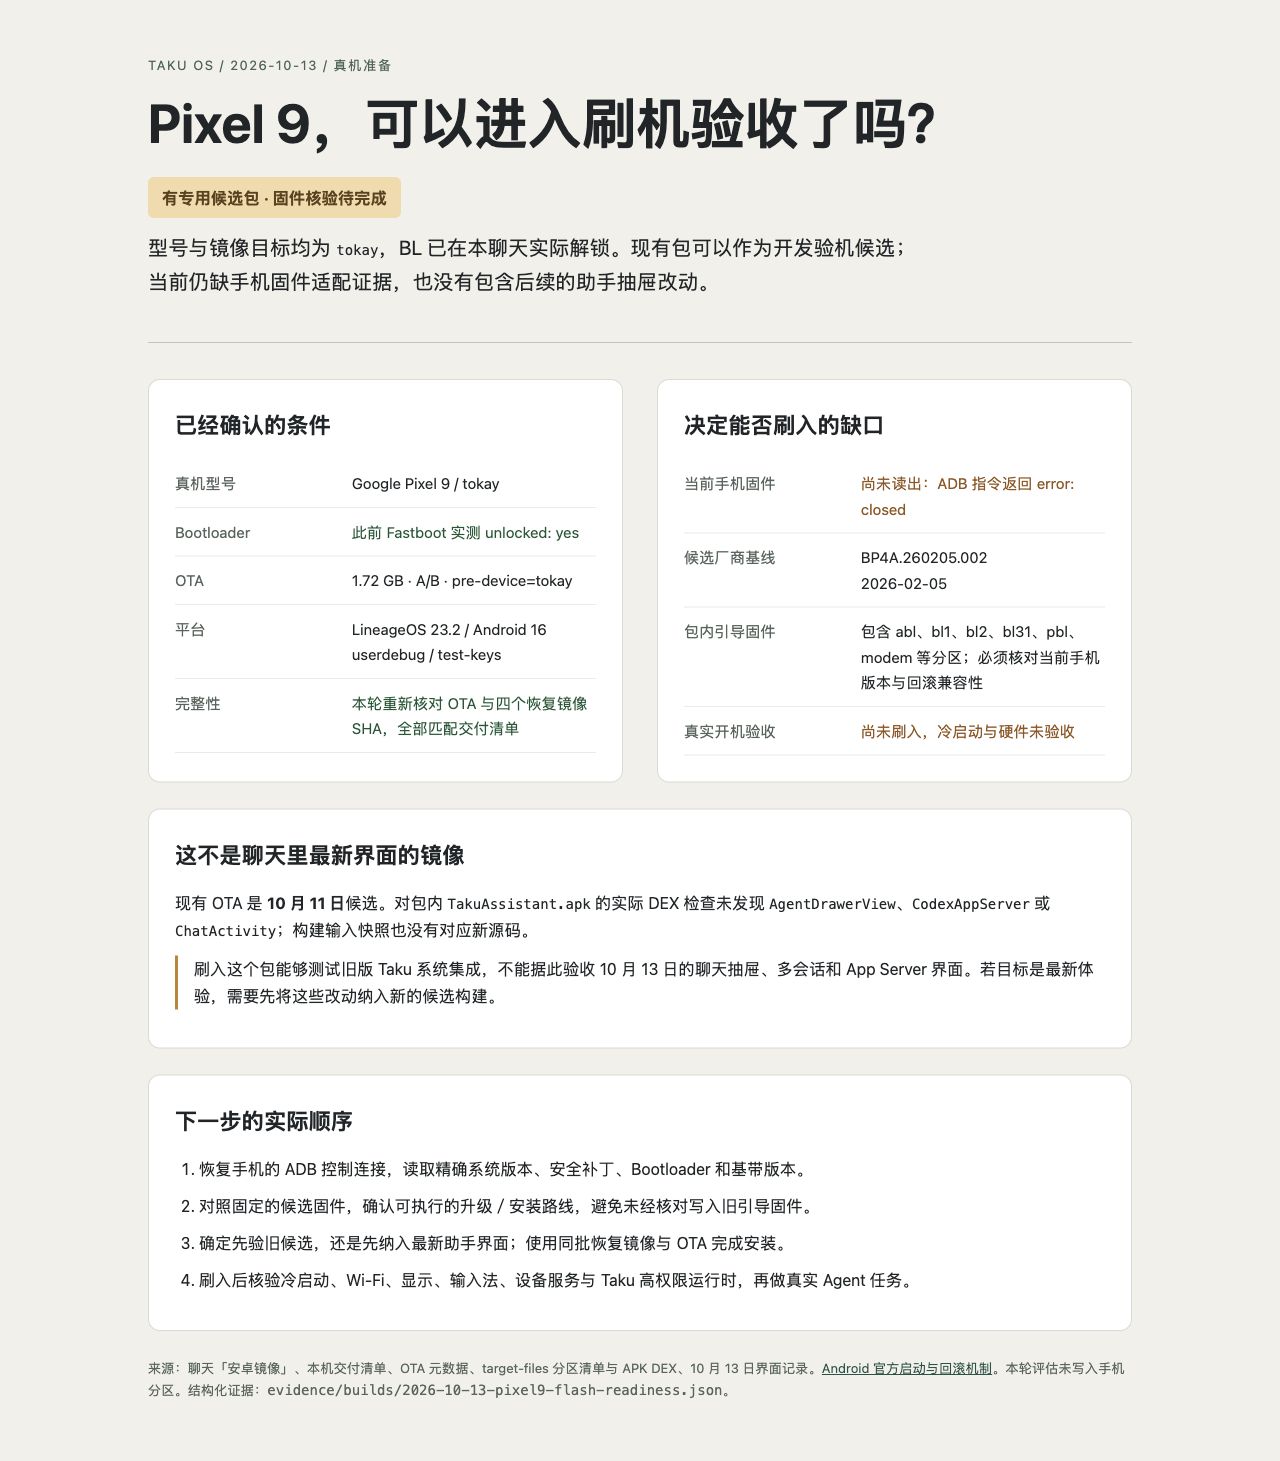 TAKU OS / 2026-10-13 / 真机准备
Pixel 9，可以进入刷机验收了吗？
有专用候选包 · 固件核验待完成
型号与镜像目标均为 tokay，BL 已在本聊天实际解锁。现有包可以作为开发验机候选；
当前仍缺手机固件适配证据，也没有包含后续的助手抽屉改动。
已经确认的条件
真机型号 Google Pixel 9 / tokay
Bootloader 此前 Fastboot 实测 unlocked: yes
OTA 1.72 GB · A/B · pre-device=tokay
平台 LineageOS 23.2 / Android 16
userdebug / test-keys
完整性 本轮重新核对 OTA 与四个恢复镜像
SHA，全部匹配交付清单
决定能否刷入的缺口
当前手机固件 尚未读出：ADB 指令返回 error:
closed
候选厂商基线 BP4A.260205.002
2026-02-05
包内引导固件 包含 abl、bl1、bl2、bl31、pbl、
modem 等分区；必须核对当前手机
版本与回滚兼容性
真实开机验收 尚未刷入，冷启动与硬件未验收
这不是聊天里最新界面的镜像
现有 OTA 是 10 月 11 日候选。对包内 TakuAssistant.apk 的实际 DEX 检查未发现 AgentDrawerView、CodexAppServer 或
ChatActivity；构建输入快照也没有对应新源码。
刷入这个包能够测试旧版 Taku 系统集成，不能据此验收 10 月 13 日的聊天抽屉、多会话和 App Server 界面。若目标是最新体
验，需要先将这些改动纳入新的候选构建。
下一步的实际顺序
1. 恢复手机的 ADB 控制连接，读取精确系统版本、安全补丁、Bootloader 和基带版本。
2. 对照固定的候选固件，确认可执行的升级 / 安装路线，避免未经核对写入旧引导固件。
3. 确定先验旧候选，还是先纳入最新助手界面；使用同批恢复镜像与 OTA 完成安装。
4. 刷入后核验冷启动、Wi-Fi、显示、输入法、设备服务与 Taku 高权限运行时，再做真实 Agent 任务。
来源：聊天「安卓镜像」、本机交付清单、OTA 元数据、target-files 分区清单与 APK DEX、10 月 13 日界面记录。Android 官方启动与回滚机制。本轮评估未写入手机
分区。结构化证据：evidence/builds/2026-10-13-pixel9-flash-readiness.json。